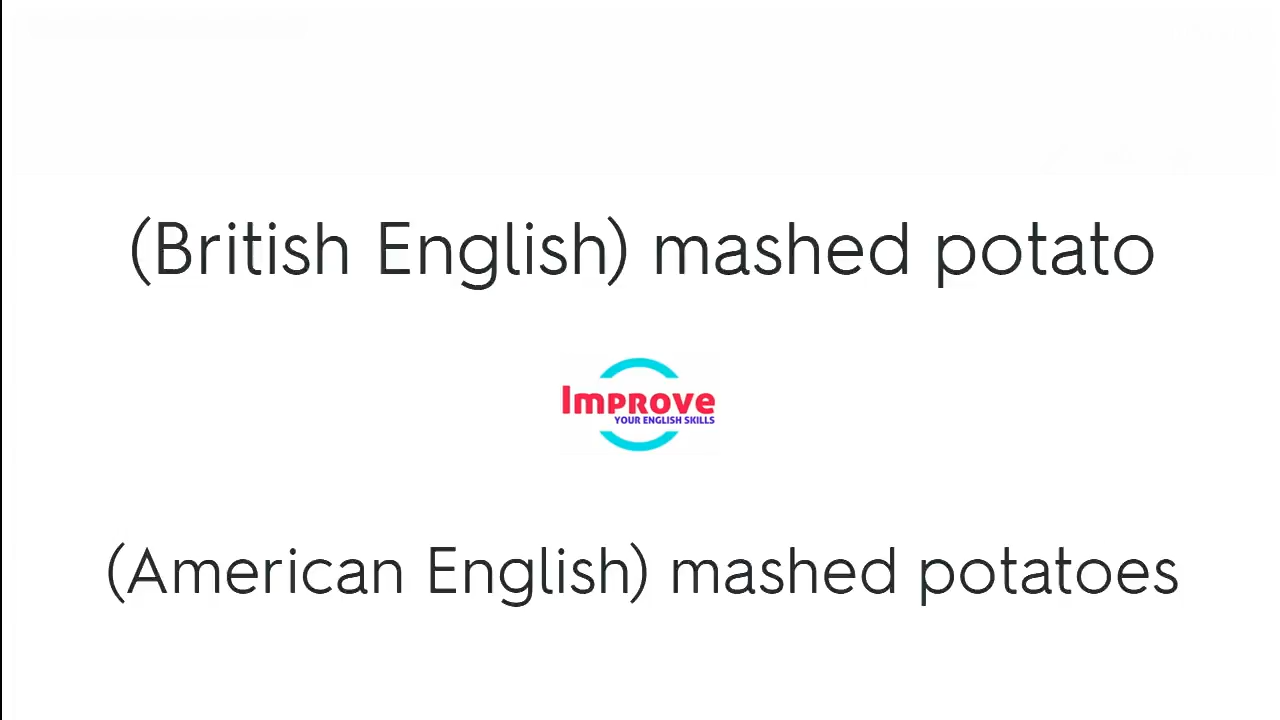 (British English) mashed potato
Improve
YOUR ENGLISH SKILLS
(American English) mashed potatoes